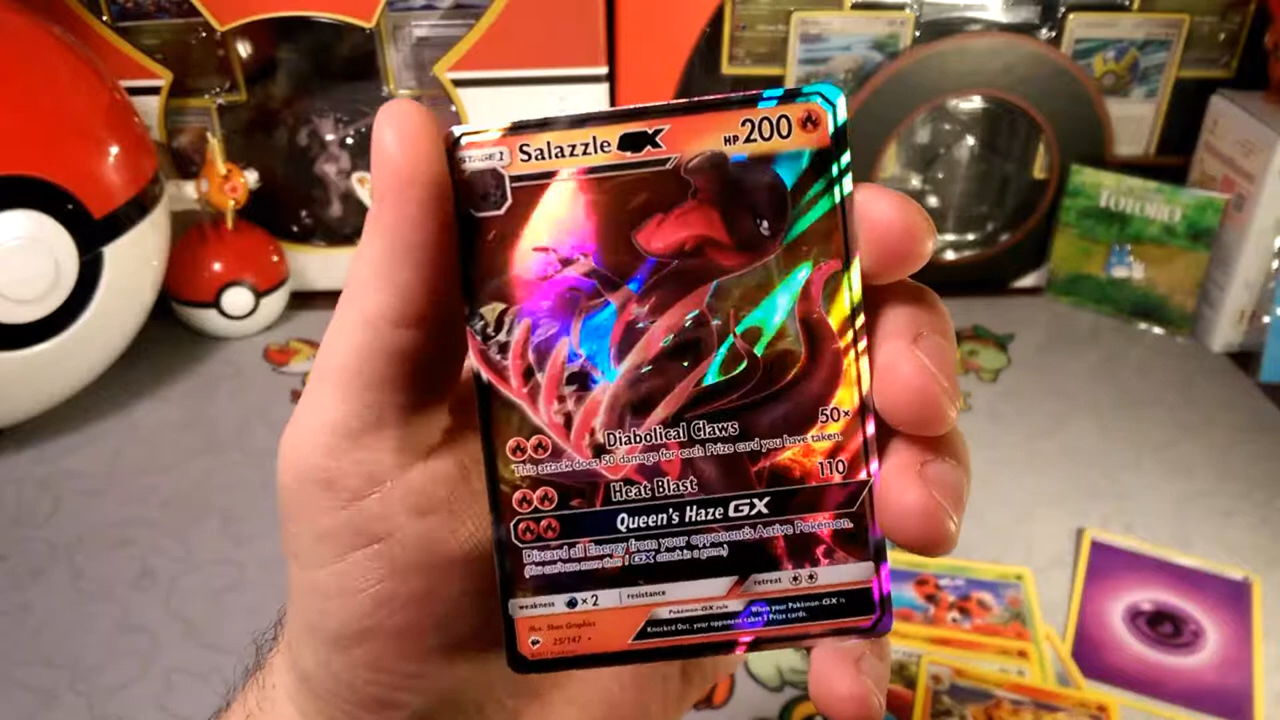 STAGE 1 Salazzle GX HP 200
TOTORO
Diabolical Claws 50×
This attack does 50 damage for each Prize card you have taken.
Heat Blast 110
Queen's Haze GX
Discard all Energy from your opponent's Active Pokémon.
(You can't use more than 1 GX attack in a game.)
weakness ×2 resistance retreat
Pokémon-GX rule When your Pokémon-GX is
Knocked Out, your opponent takes 2 Prize cards.
illus. 5ban Graphics
25/147
©2017 Pokémon